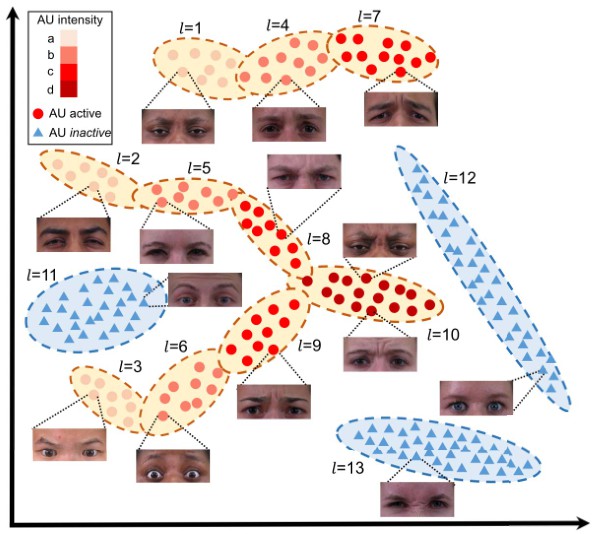 AU intensity
a
b
c
d
AU active
AU inactive
l=1
l=4
l=7
l=2
l=5
l=8
l=12
l=11
l=10
l=3
l=6
l=9
l=13